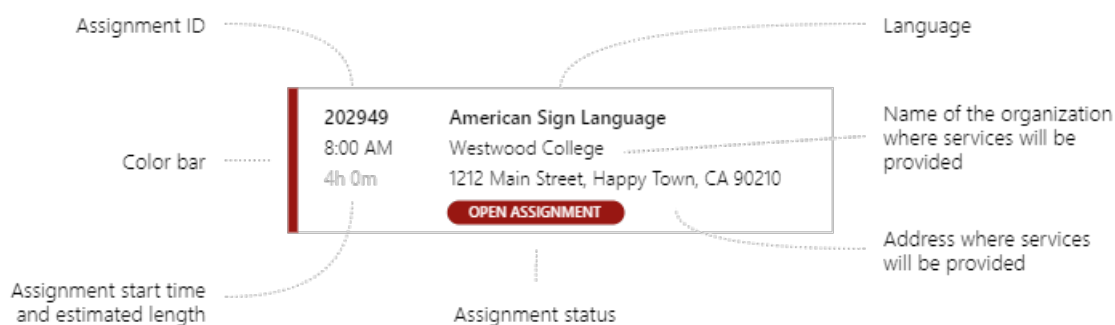 Assignment ID
Language
202949
American Sign Language
Name of the organization
where services will be
provided
8:00 AM
Westwood College
Color bar
4h 0m
1212 Main Street, Happy Town, CA 90210
OPEN ASSIGNMENT
Address where services
will be provided
Assignment start time
and estimated length
Assignment status